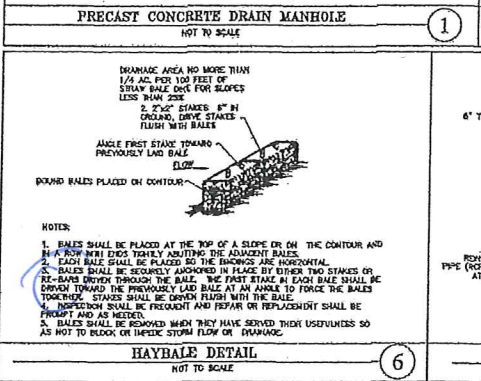 PRECAST CONCRETE DRAIN MANHOLE
NOT TO SCALE
1
DRAINAGE AREA NO MORE THAN
1/4 AC. PER 100 FEET OF
STRAW BALE DIKE FOR SLOPES
LESS THAN 25%
2. 2"x2" STAKES 8" IN
GROUND, DRIVE STAKES
FLUSH WITH BALES
ANGLE FIRST STAKE TOWARD
PREVIOUSLY LAID BALE
FLOW
BOUND BALES PLACED ON CONTOUR
6"
NOTES:
1. BALES SHALL BE PLACED AT THE TOP OF A SLOPE OR ON THE CONTOUR AND
IN A ROW WITH ENDS TIGHTLY ABUTTING THE ADJACENT BALES.
2. EACH BALE SHALL BE PLACED SO THE BINDINGS ARE HORIZONTAL.
3. BALES SHALL BE SECURELY ANCHORED IN PLACE BY EITHER TWO STAKES OR
RE-BARS DRIVEN THROUGH THE BALE. THE FIRST STAKE IN EACH BALE SHALL BE
DRIVEN TOWARD THE PREVIOUSLY LAID BALE AT AN ANGLE TO FORCE THE BALES
TOGETHER. STAKES SHALL BE DRIVEN FLUSH WITH THE BALE.
4. INSPECTION SHALL BE FREQUENT AND REPAIR OR REPLACEMENT SHALL BE
PROMPT AND AS NEEDED.
5. BALES SHALL BE REMOVED WHEN THEY HAVE SERVED THEIR USEFULNESS SO
AS NOT TO BLOCK OR IMPEDE STORM FLOW OR DRAINAGE.
PIPE
AT
HAYBALE DETAIL
NOT TO SCALE
6